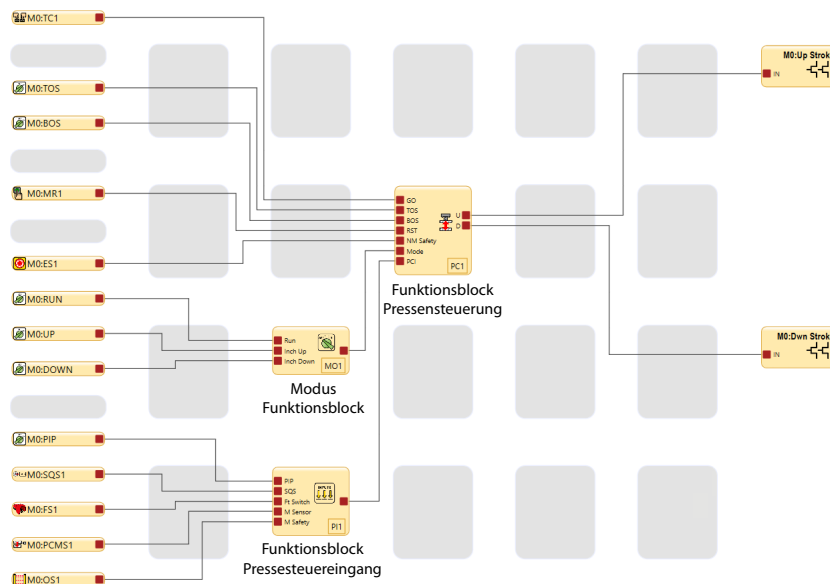 M0:TC1
M0:TOS
M0:BOS
M0:MR1
M0:ES1
M0:RUN
M0:UP
M0:DOWN
M0:PIP
M0:SQS1
M0:FS1
M0:PCMS1
M0:OS1
Run
Inch Up
Inch Down
MO1
Modus
Funktionsblock
PIP
SQS
Ft Switch
M Sensor
M Safety
INPUTS
PI1
Funktionsblock
Pressesteuereingang
GO
TOS
BOS
RST
NM Safety
Mode
PCI
U
D
PC1
Funktionsblock
Pressensteuerung
M0:Up Strok
IN
M0:Dwn Strok
IN